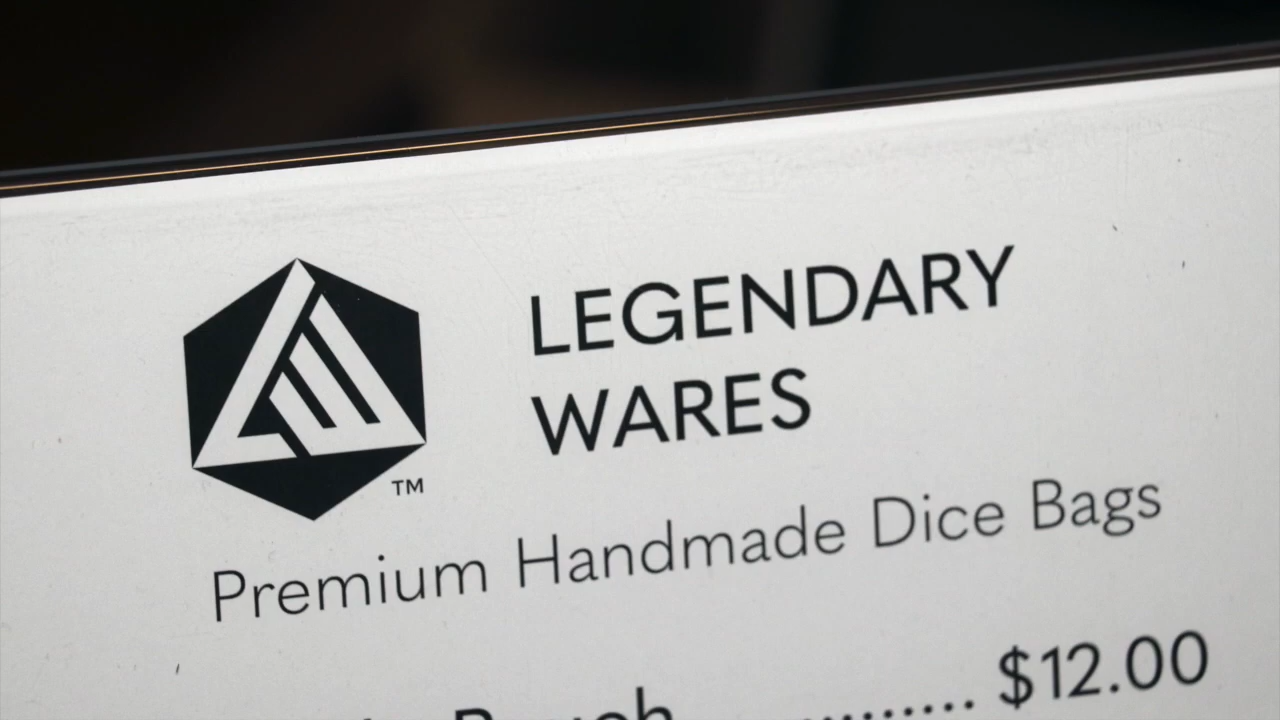 LEGENDARY
WARES
TM
Premium Handmade Dice Bags
.......... $12.00